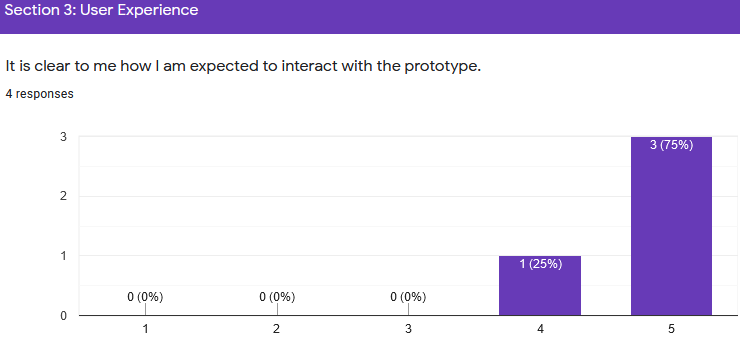 Section 3: User Experience
It is clear to me how I am expected to interact with the prototype.
4 responses
3
3 (75%)
2
1
1 (25%)
0 (0%) 0 (0%) 0 (0%)
0
1 2 3 4 5